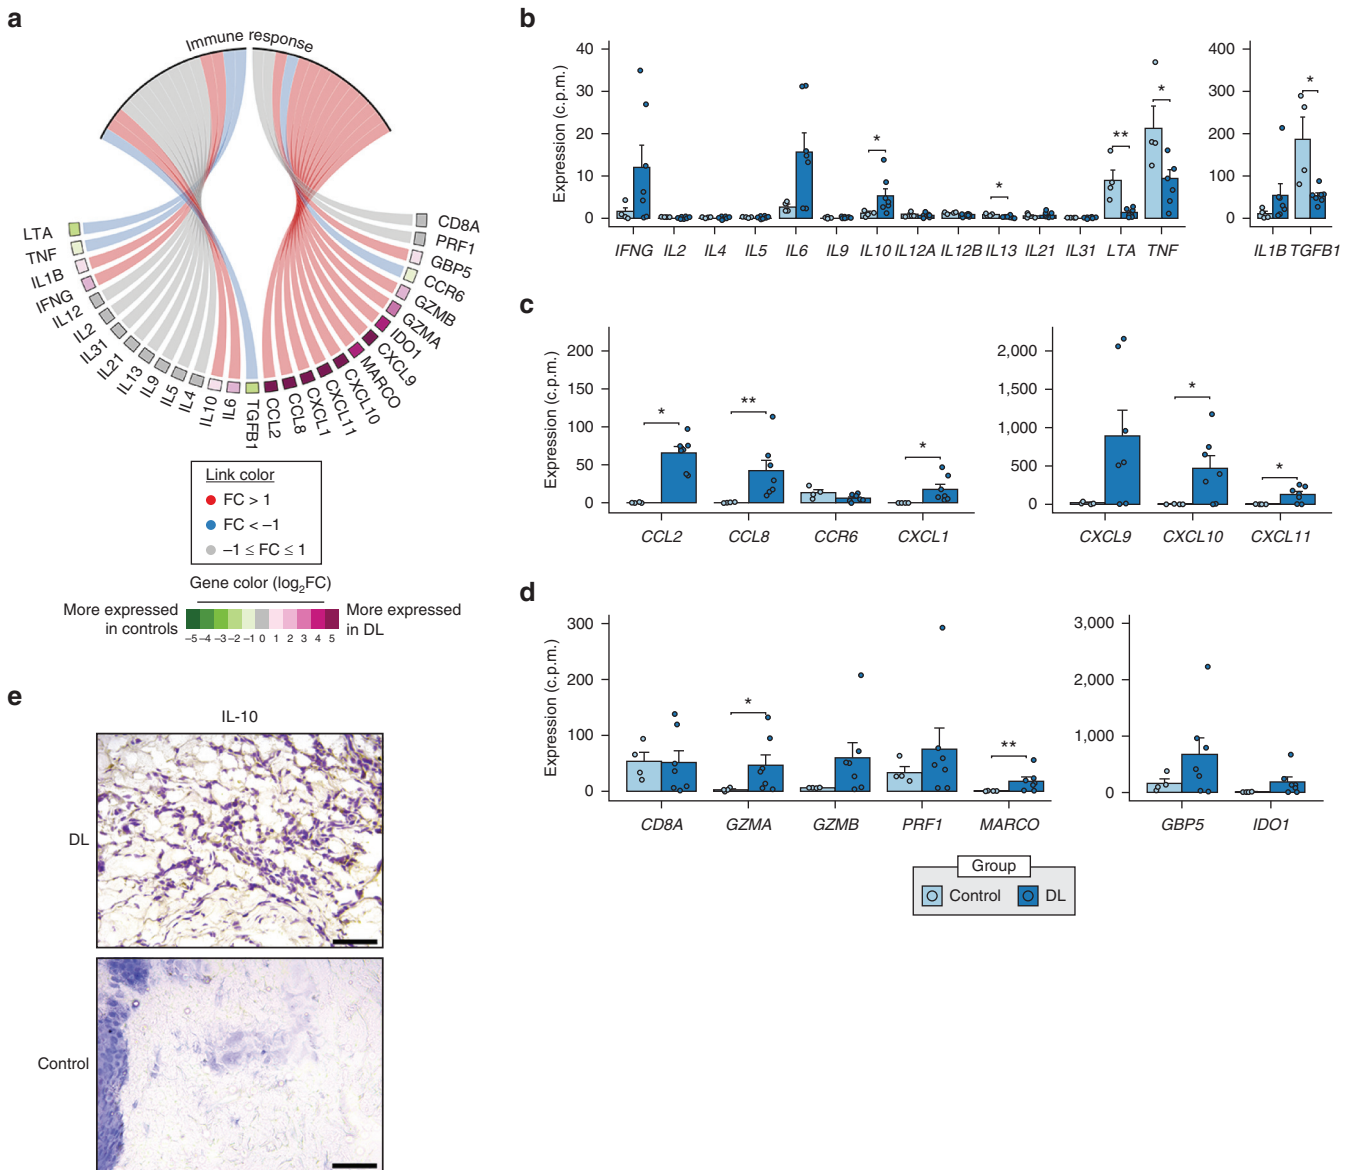 a
Immune response
LTA
TNF
IL1B
IFNG
IL12
IL2
IL31
IL21
IL13
IL9
IL5
IL4
IL10
IL6
TGFB1
CCL2
CCL8
CXCL1
CXCL11
CXCL10
MARCO
CXCL9
IDO1
GZMA
GZMB
CCR6
GBP5
PRF1
CD8A
Link color
FC > 1
FC < −1
−1 ≤ FC ≤ 1
Gene color (log2FC)
More expressed
in controls
−5 −4 −3 −2 −1 0 1 2 3 4 5
More expressed
in DL
b
Expression (c.p.m.)
40
30
20
10
0
* * ** *
IFNG IL2 IL4 IL5 IL6 IL9 IL10 IL12A IL12B IL13 IL21 IL31 LTA TNF
400
300
200
100
0
*
IL1B TGFB1
c
Expression (c.p.m.)
200
150
100
50
0
* ** *
CCL2 CCL8 CCR6 CXCL1
2,000
1,500
1,000
500
0
* *
CXCL9 CXCL10 CXCL11
d
Expression (c.p.m.)
300
200
100
0
* **
CD8A GZMA GZMB PRF1 MARCO
3,000
2,000
1,000
0
GBP5 IDO1
Group
Control DL
e
IL-10
DL
Control